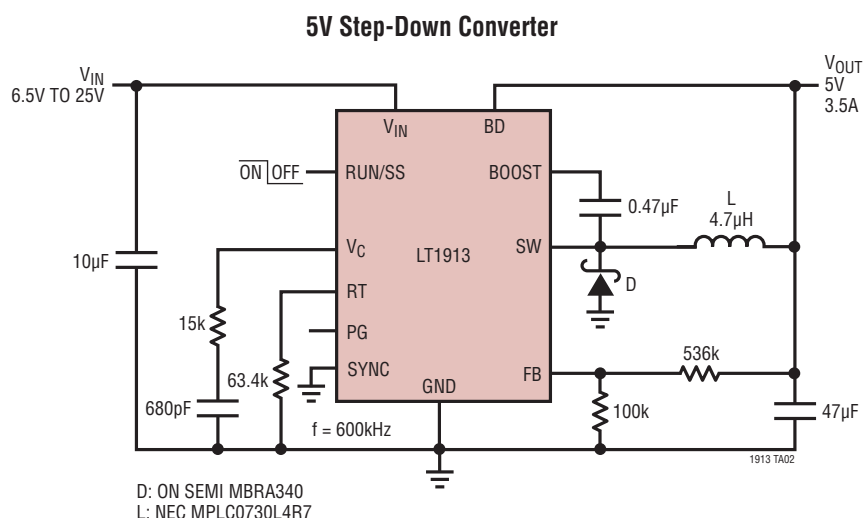 5V Step-Down Converter
VIN
6.5V TO 25V
VOUT
5V
3.5A
VIN
BD
ON OFF
RUN/SS
BOOST
0.47µF
L
4.7µH
VC
LT1913
SW
10µF
D
RT
15k
PG
63.4k
SYNC
FB
536k
GND
680pF
100k
47µF
f = 600kHz
1913 TA02
D: ON SEMI MBRA340
L: NEC MPLC0730L4R7